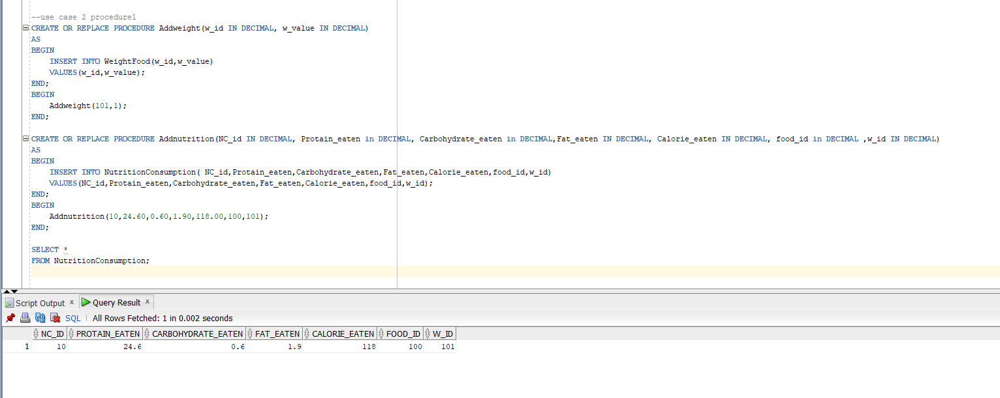 --use case 2 procedure1
CREATE OR REPLACE PROCEDURE Addweight(w_id IN DECIMAL, w_value IN DECIMAL)
AS
BEGIN
    INSERT INTO WeightFood(w_id,w_value)
    VALUES(w_id,w_value);
END;
BEGIN
    Addweight(101,1);
END;
CREATE OR REPLACE PROCEDURE Addnutrition(NC_id IN DECIMAL, Protain_eaten in DECIMAL, Carbohydrate_eaten in DECIMAL,Fat_eaten IN DECIMAL, Calorie_eaten IN DECIMAL, food_id in DECIMAL ,w_id IN DECIMAL)
AS
BEGIN
    INSERT INTO NutritionConsumption( NC_id,Protain_eaten,Carbohydrate_eaten,Fat_eaten,Calorie_eaten,food_id,w_id)
    VALUES(NC_id,Protain_eaten,Carbohydrate_eaten,Fat_eaten,Calorie_eaten,food_id,w_id);
END;
BEGIN
    Addnutrition(10,24.60,0.60,1.90,118.00,100,101);
END;
SELECT *
FROM NutritionConsumption;
Script Output x Query Result x
SQL | All Rows Fetched: 1 in 0.002 seconds
NC_ID PROTAIN_EATEN CARBOHYDRATE_EATEN FAT_EATEN CALORIE_EATEN FOOD_ID W_ID
1 10 24.6 0.6 1.9 118 100 101